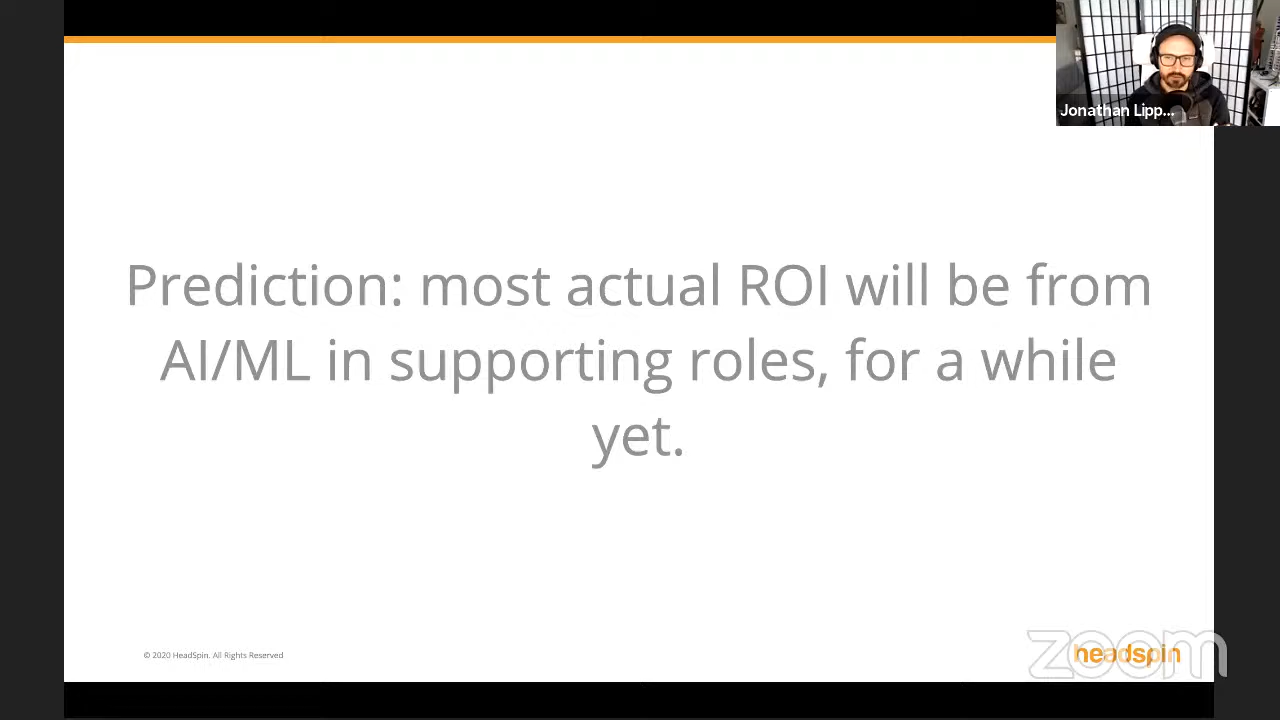 Jonathan Lipp...
Prediction: most actual ROI will be from
AI/ML in supporting roles, for a while
yet.
© 2020 HeadSpin. All Rights Reserved
headspin
zoom